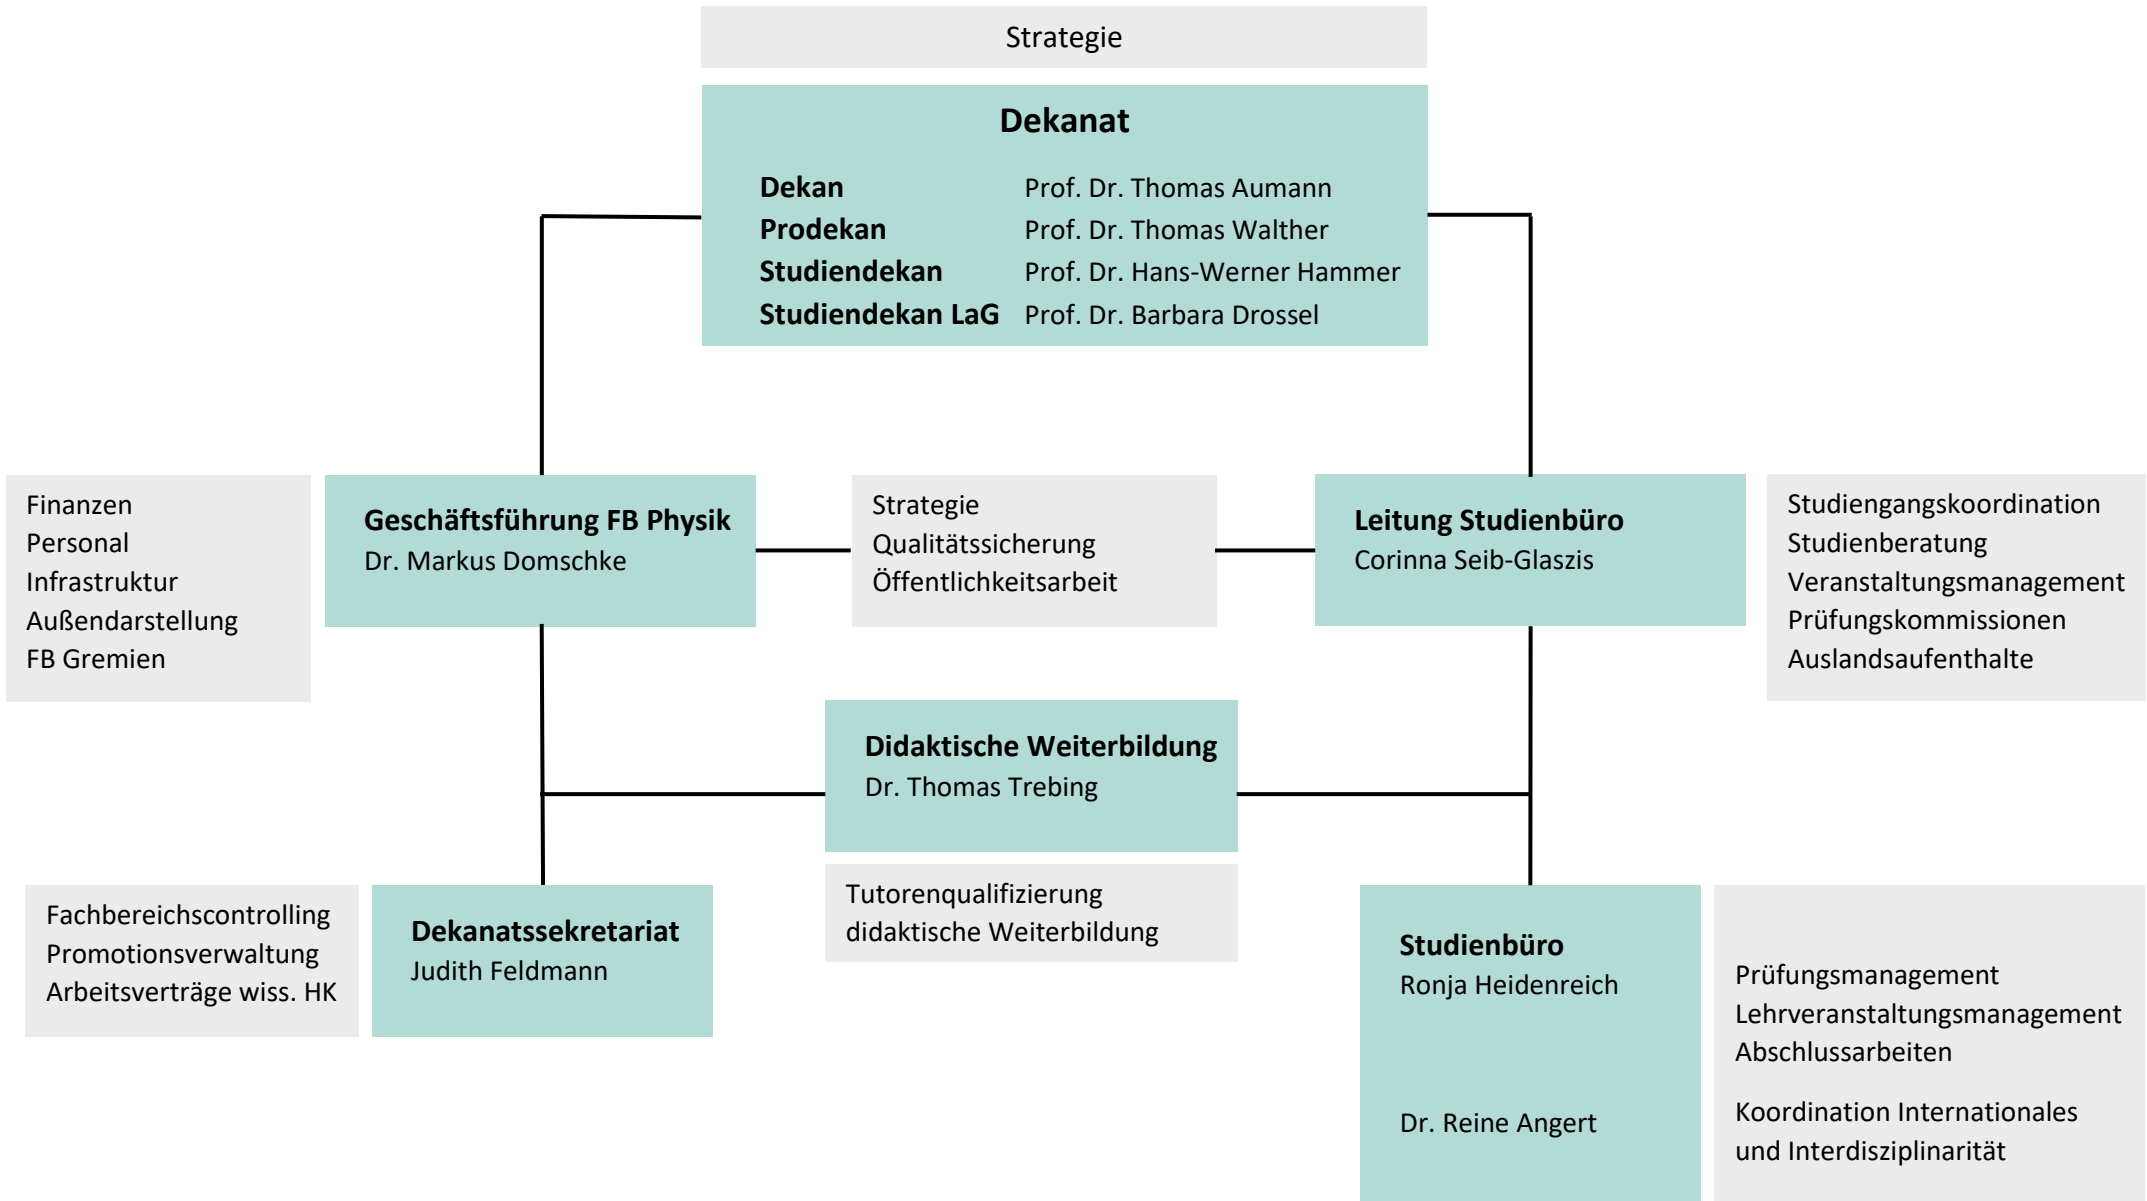 Strategie
Dekanat
Dekan Prof. Dr. Thomas Aumann
Prodekan Prof. Dr. Thomas Walther
Studiendekan Prof. Dr. Hans-Werner Hammer
Studiendekan LaG Prof. Dr. Barbara Drossel
Finanzen
Personal
Infrastruktur
Außendarstellung
FB Gremien
Geschäftsführung FB Physik
Dr. Markus Domschke
Strategie
Qualitätssicherung
Öffentlichkeitsarbeit
Leitung Studienbüro
Corinna Seib-Glaszis
Studiengangskoordination
Studienberatung
Veranstaltungsmanagement
Prüfungskommissionen
Auslandsaufenthalte
Didaktische Weiterbildung
Dr. Thomas Trebing
Tutorenqualifizierung
didaktische Weiterbildung
Fachbereichscontrolling
Promotionsverwaltung
Arbeitsverträge wiss. HK
Dekanatssekretariat
Judith Feldmann
Studienbüro
Ronja Heidenreich
Dr. Reine Angert
Prüfungsmanagement
Lehrveranstaltungsmanagement
Abschlussarbeiten
Koordination Internationales
und Interdisziplinarität